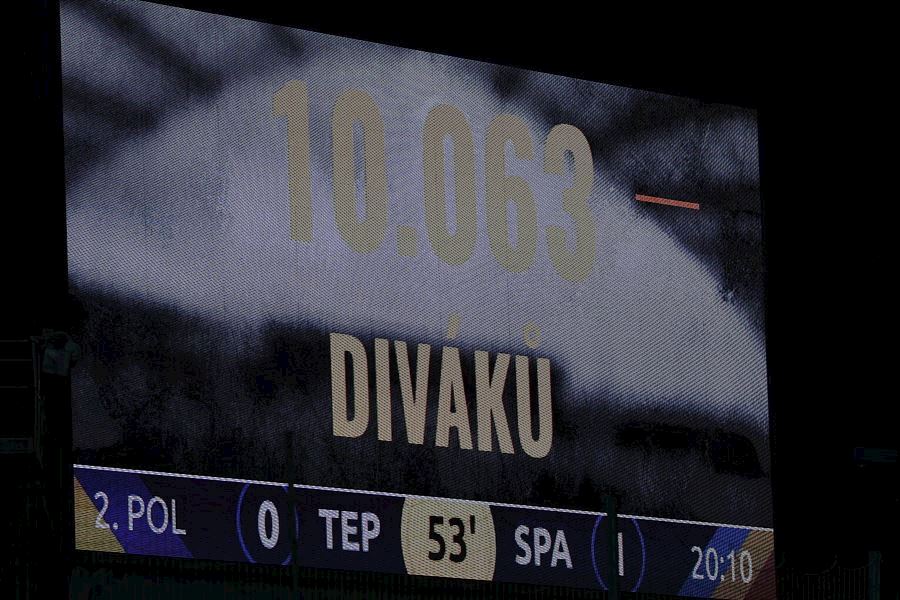 10.063
DIVÁKŮ
2. POL 0 TEP 53' SPA 1 20:10